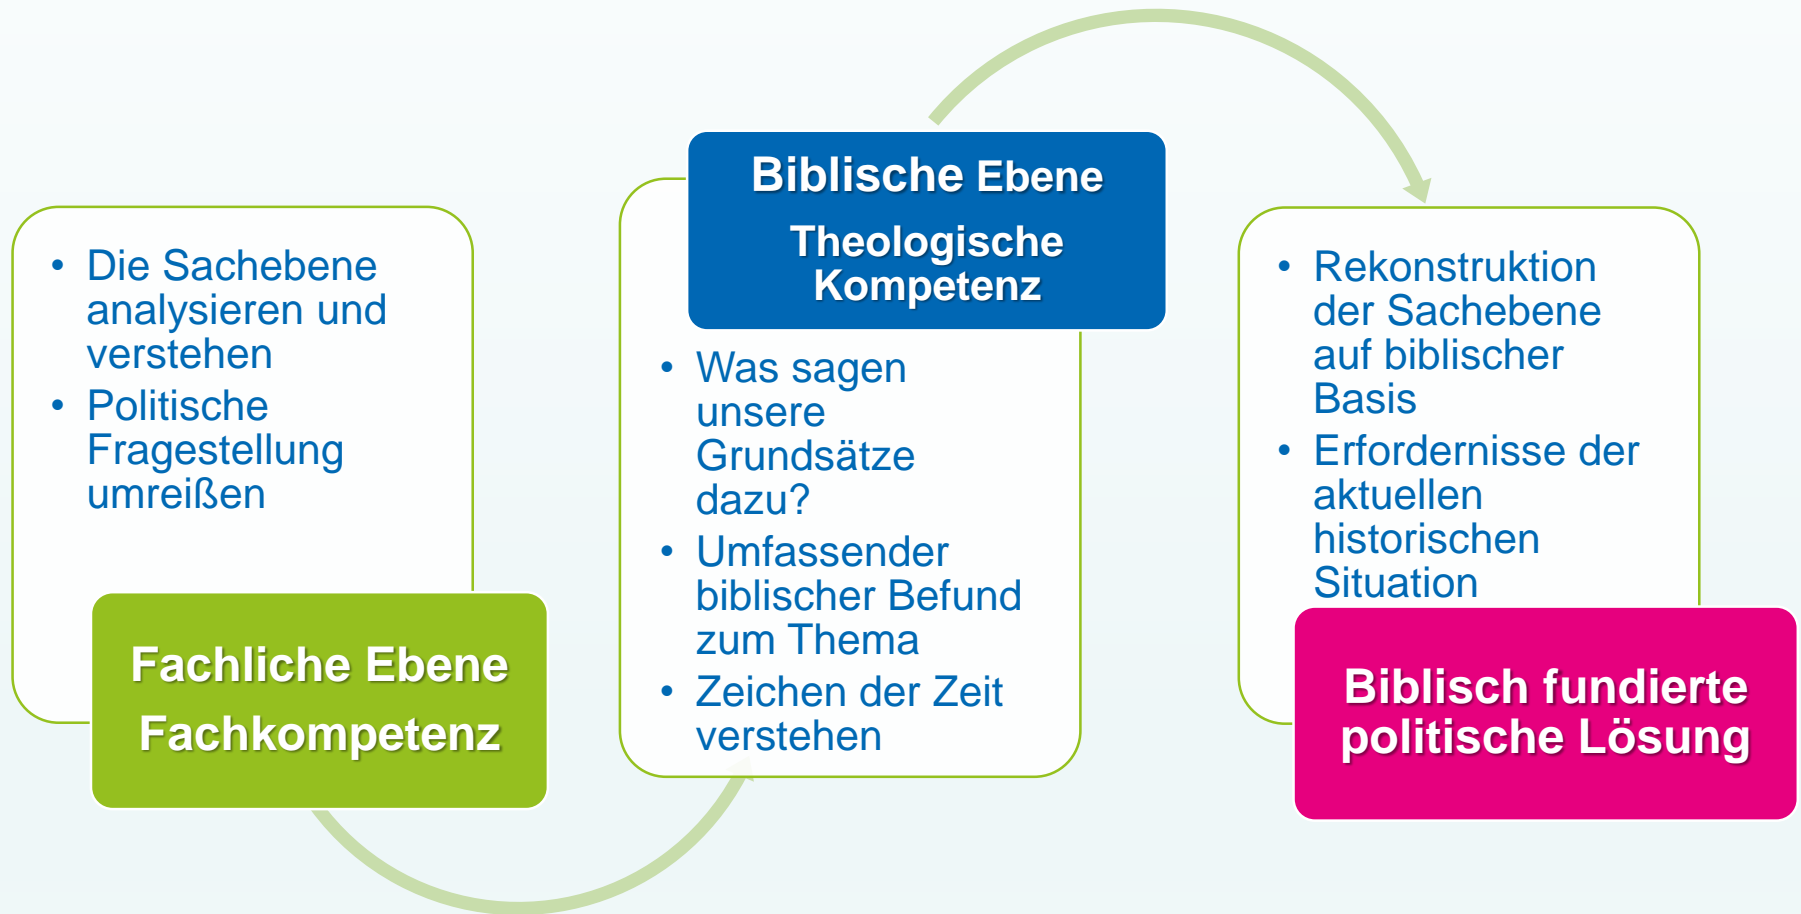 • Die Sachebene
analysieren und
verstehen
• Politische
Fragestellung
umreißen
Fachliche Ebene
Fachkompetenz
Biblische Ebene
Theologische
Kompetenz
• Was sagen
unsere
Grundsätze
dazu?
• Umfassender
biblischer Befund
zum Thema
• Zeichen der Zeit
verstehen
• Rekonstruktion
der Sachebene
auf biblischer
Basis
• Erfordernisse der
aktuellen
historischen
Situation
Biblisch fundierte
politische Lösung